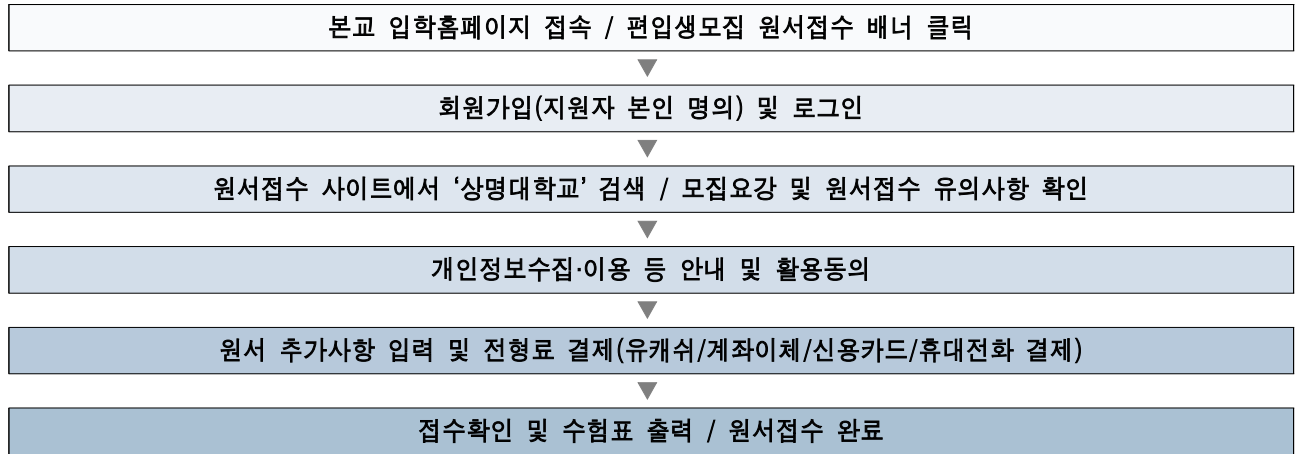 본교 입학홈페이지 접속 / 편입생모집 원서접수 배너 클릭
회원가입(지원자 본인 명의) 및 로그인
원서접수 사이트에서 ‘상명대학교’ 검색 / 모집요강 및 원서접수 유의사항 확인
개인정보수집·이용 등 안내 및 활용동의
원서 추가사항 입력 및 전형료 결제(유캐쉬/계좌이체/신용카드/휴대전화 결제)
접수확인 및 수험표 출력 / 원서접수 완료